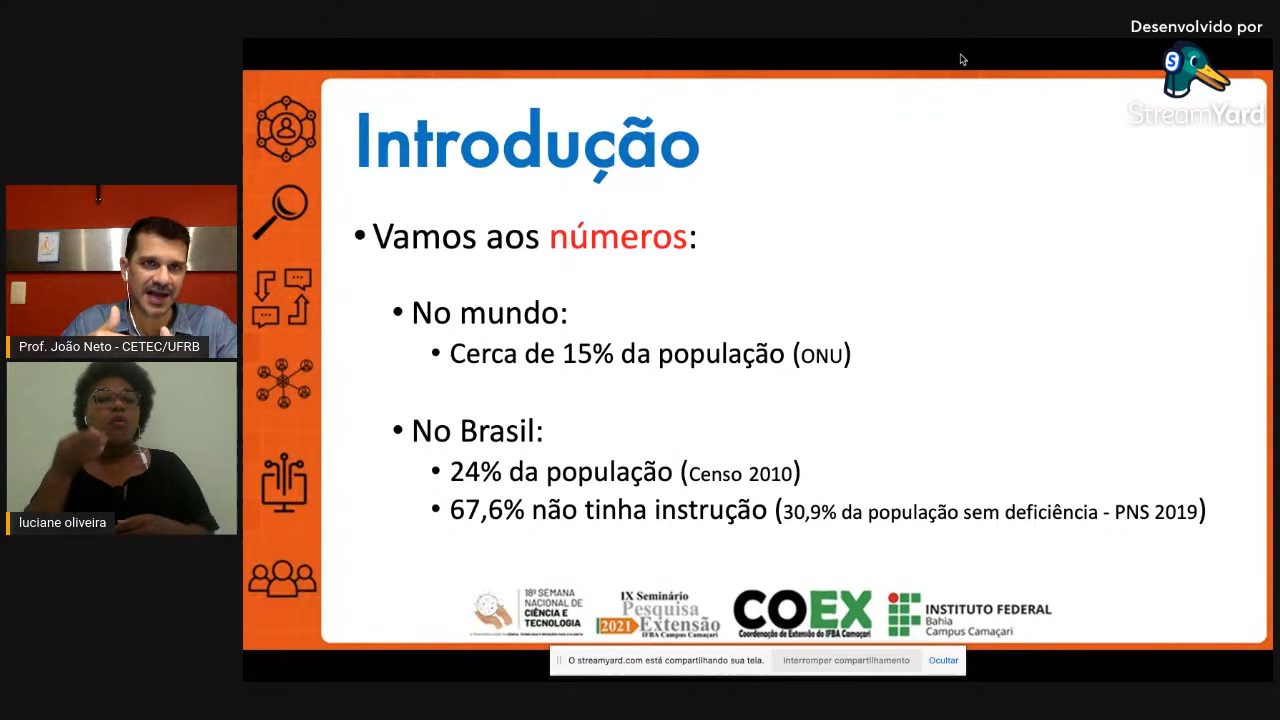 Desenvolvido por
StreamYard
Introdução
• Vamos aos números:
• No mundo:
• Cerca de 15% da população (ONU)
• No Brasil:
• 24% da população (Censo 2010)
• 67,6% não tinha instrução (30,9% da população sem deficiência - PNS 2019)
Prof. João Neto - CETEC/UFRB
luciane oliveira
18ª SEMANA
NACIONAL DE
CIÊNCIA E
TECNOLOGIA
IX Seminário
Pesquisa
2021 Extensão
IFBA Campus Camaçari
COEX
Coordenação de Extensão do IFBA Camaçari
INSTITUTO FEDERAL
Bahia
Campus Camaçari
O streamyard.com está compartilhando sua tela.
Interromper compartilhamento
Ocultar